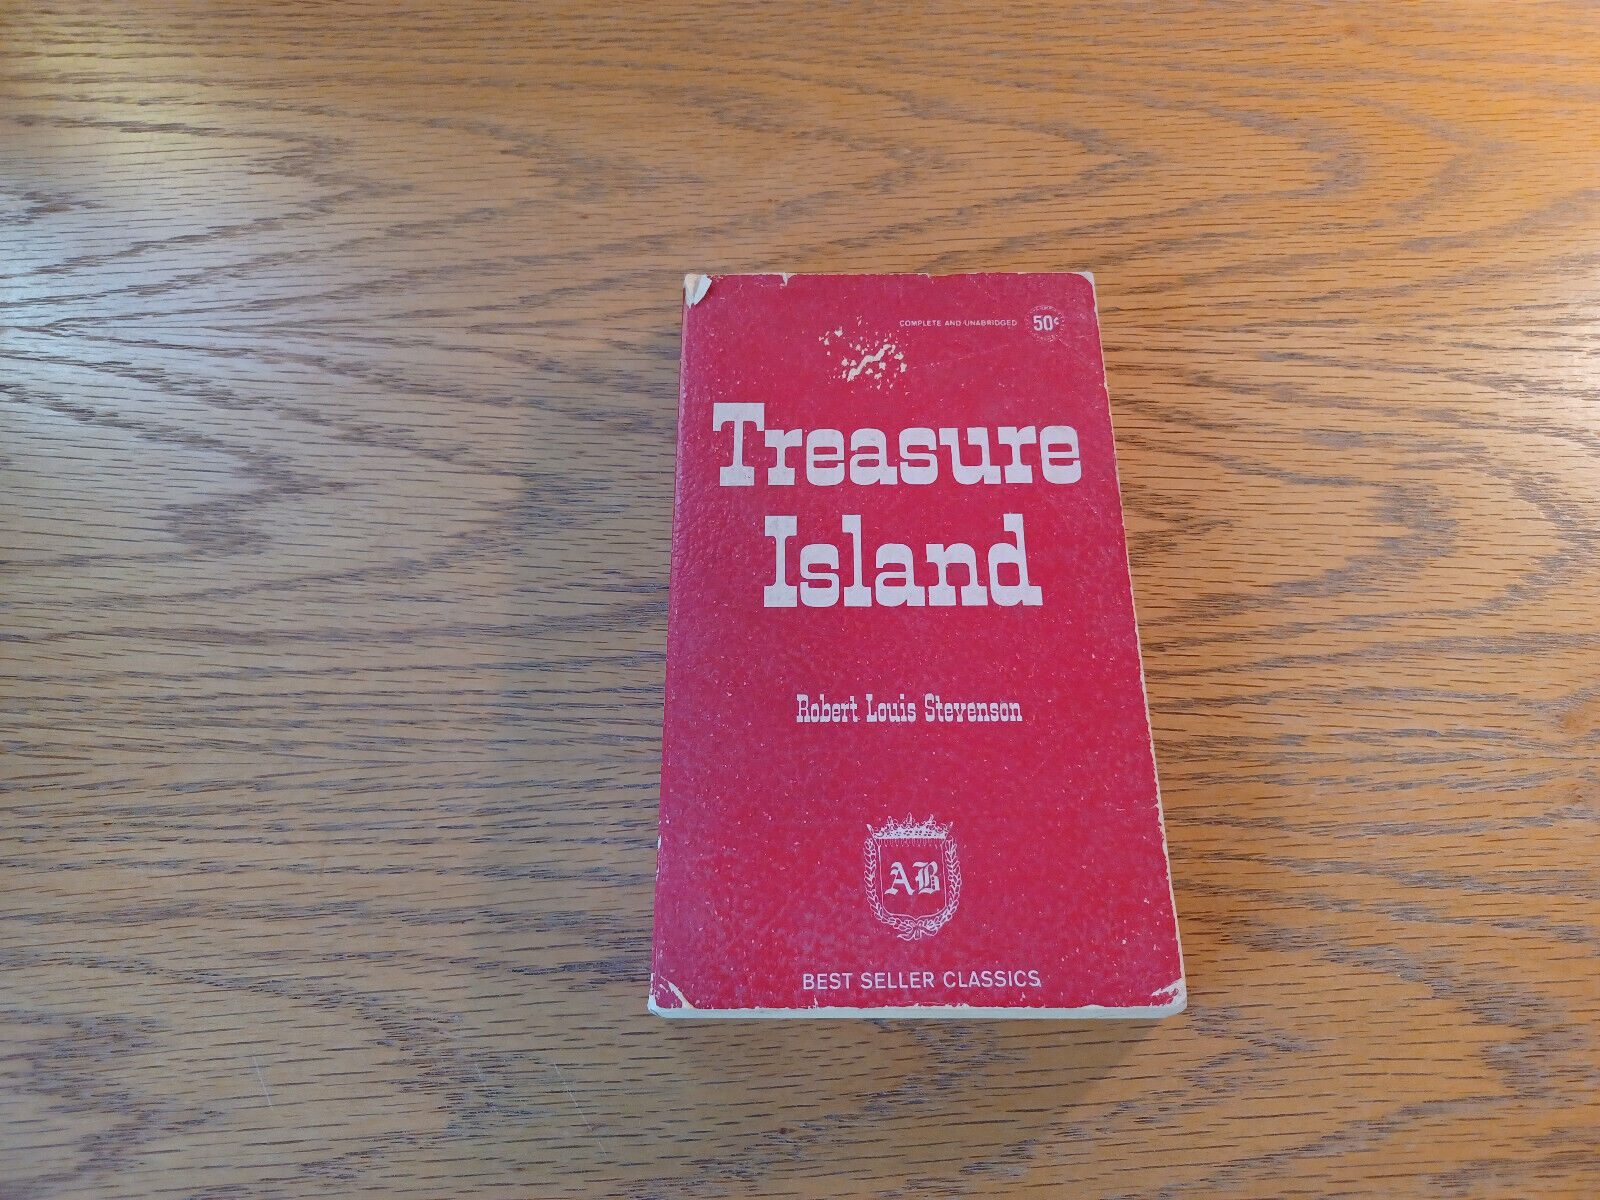 COMPLETE AND UNABRIDGED 50¢
Treasure
Island
Robert Louis Stevenson
AB
BEST SELLER CLASSICS